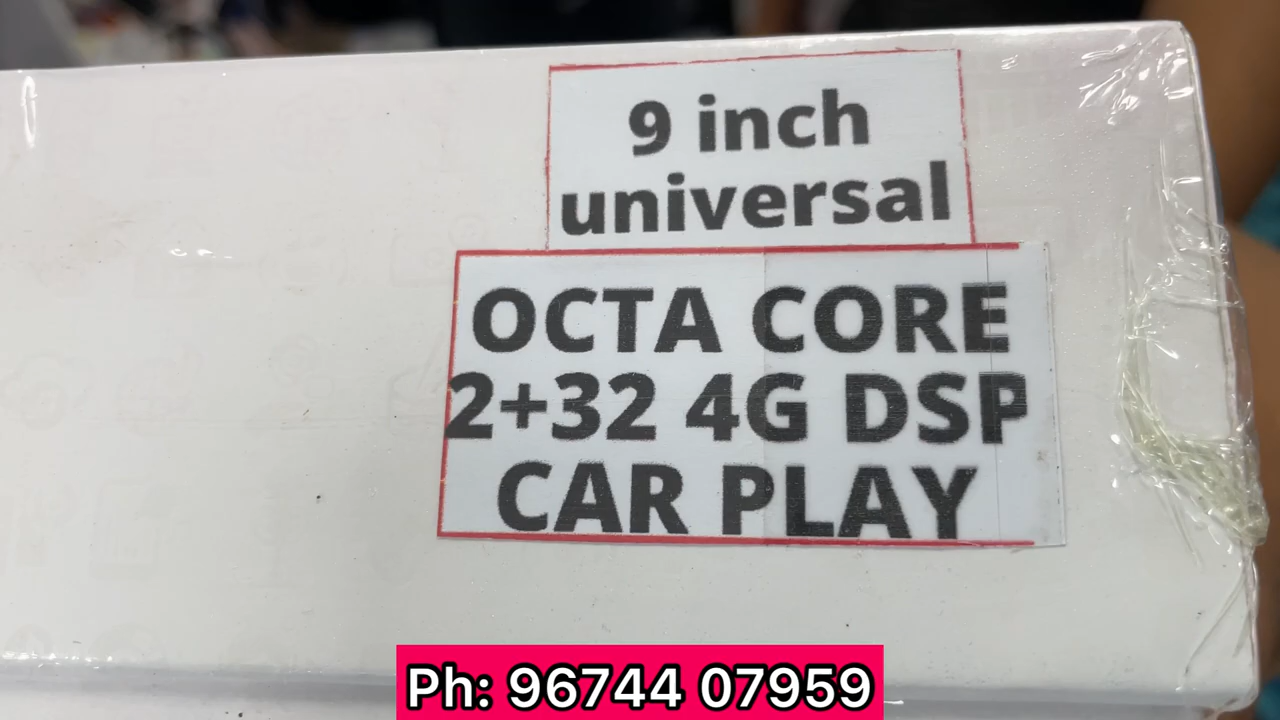 9 inch
universal
OCTA CORE
2+32 4G DSP
CAR PLAY
Ph: 96744 07959